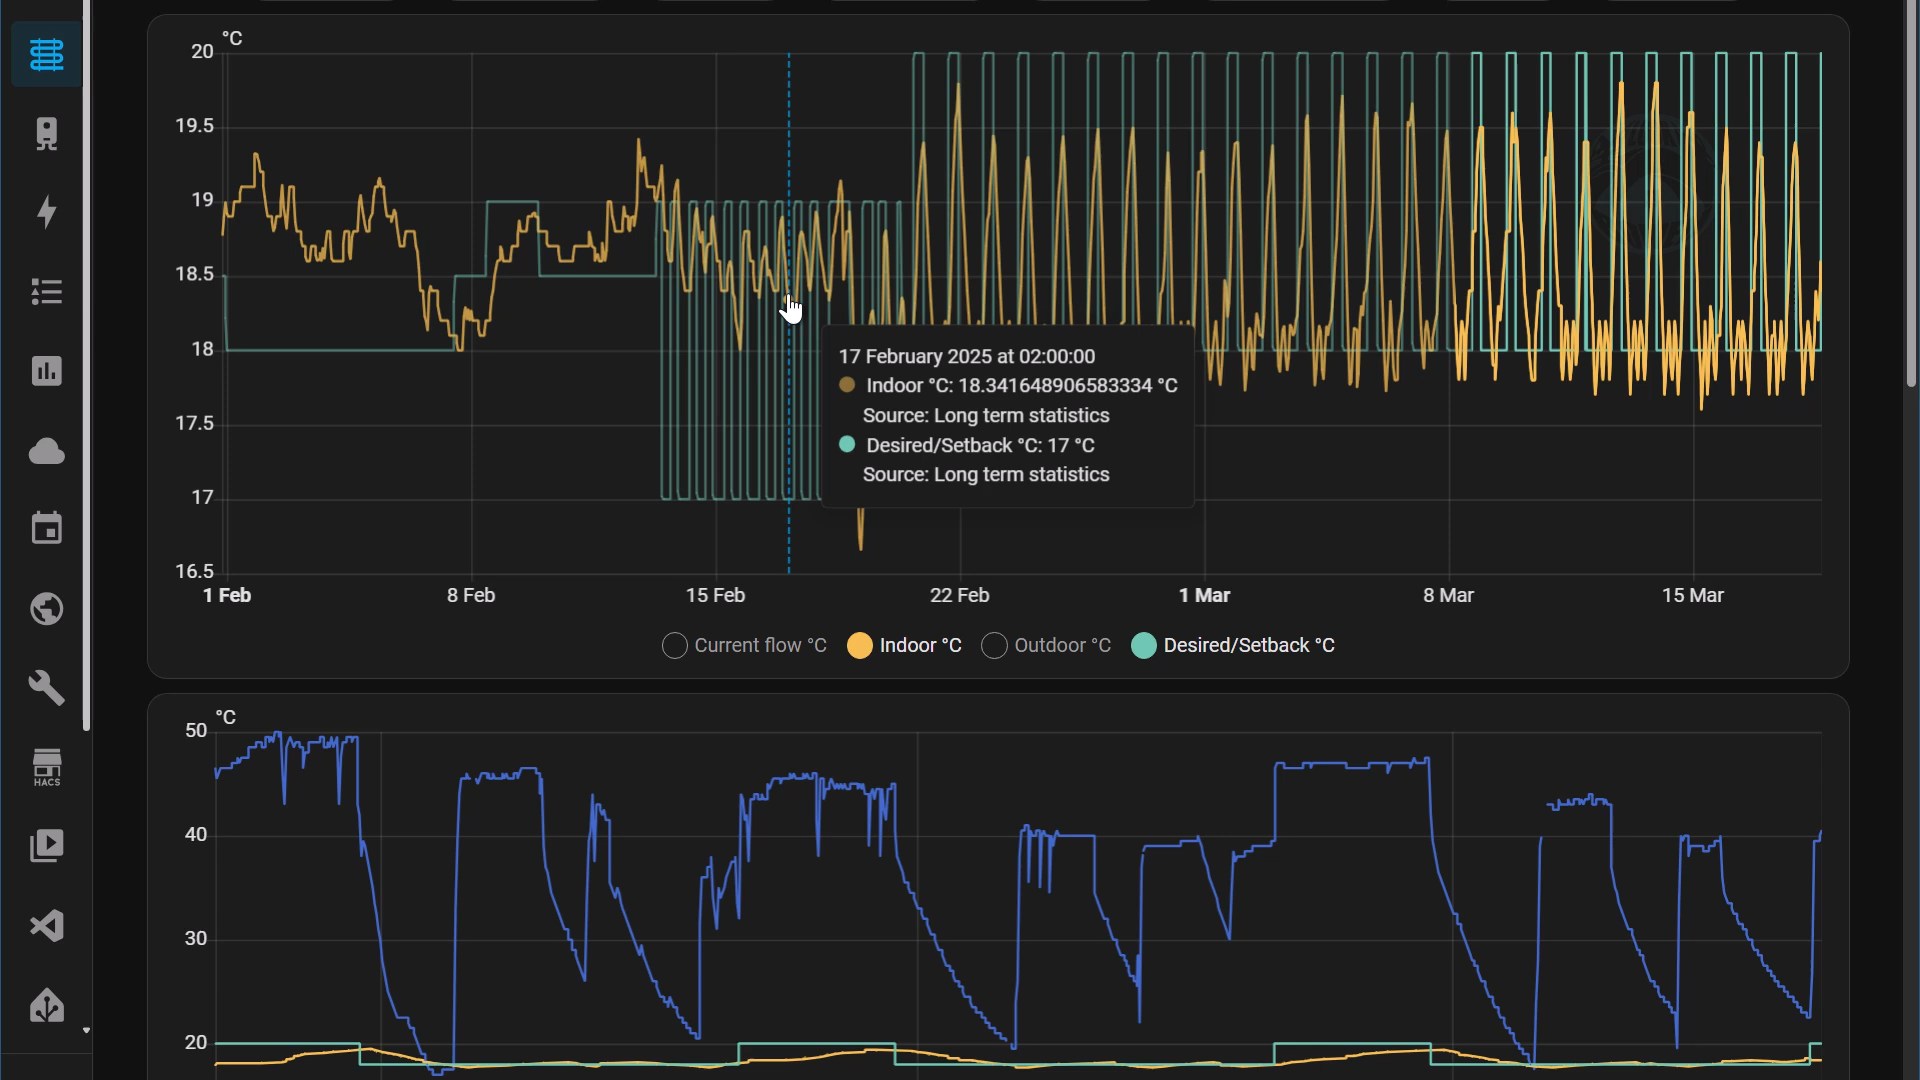 °C
20
19.5
19
18.5
18
17.5
17
16.5
17 February 2025 at 02:00:00
Indoor °C: 18.341648906583334 °C
Source: Long term statistics
Desired/Setback °C: 17 °C
Source: Long term statistics
1 Feb
8 Feb
15 Feb
22 Feb
1 Mar
8 Mar
15 Mar
Current flow °C
Indoor °C
Outdoor °C
Desired/Setback °C
HACS
°C
50
40
30
20